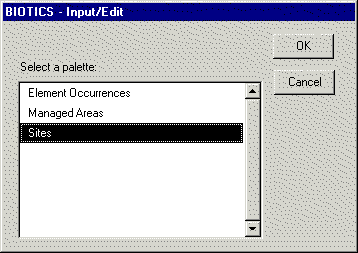 BIOTICS - Input/Edit
OK
Select a palette:
Cancel
Element Occurrences
Managed Areas
Sites